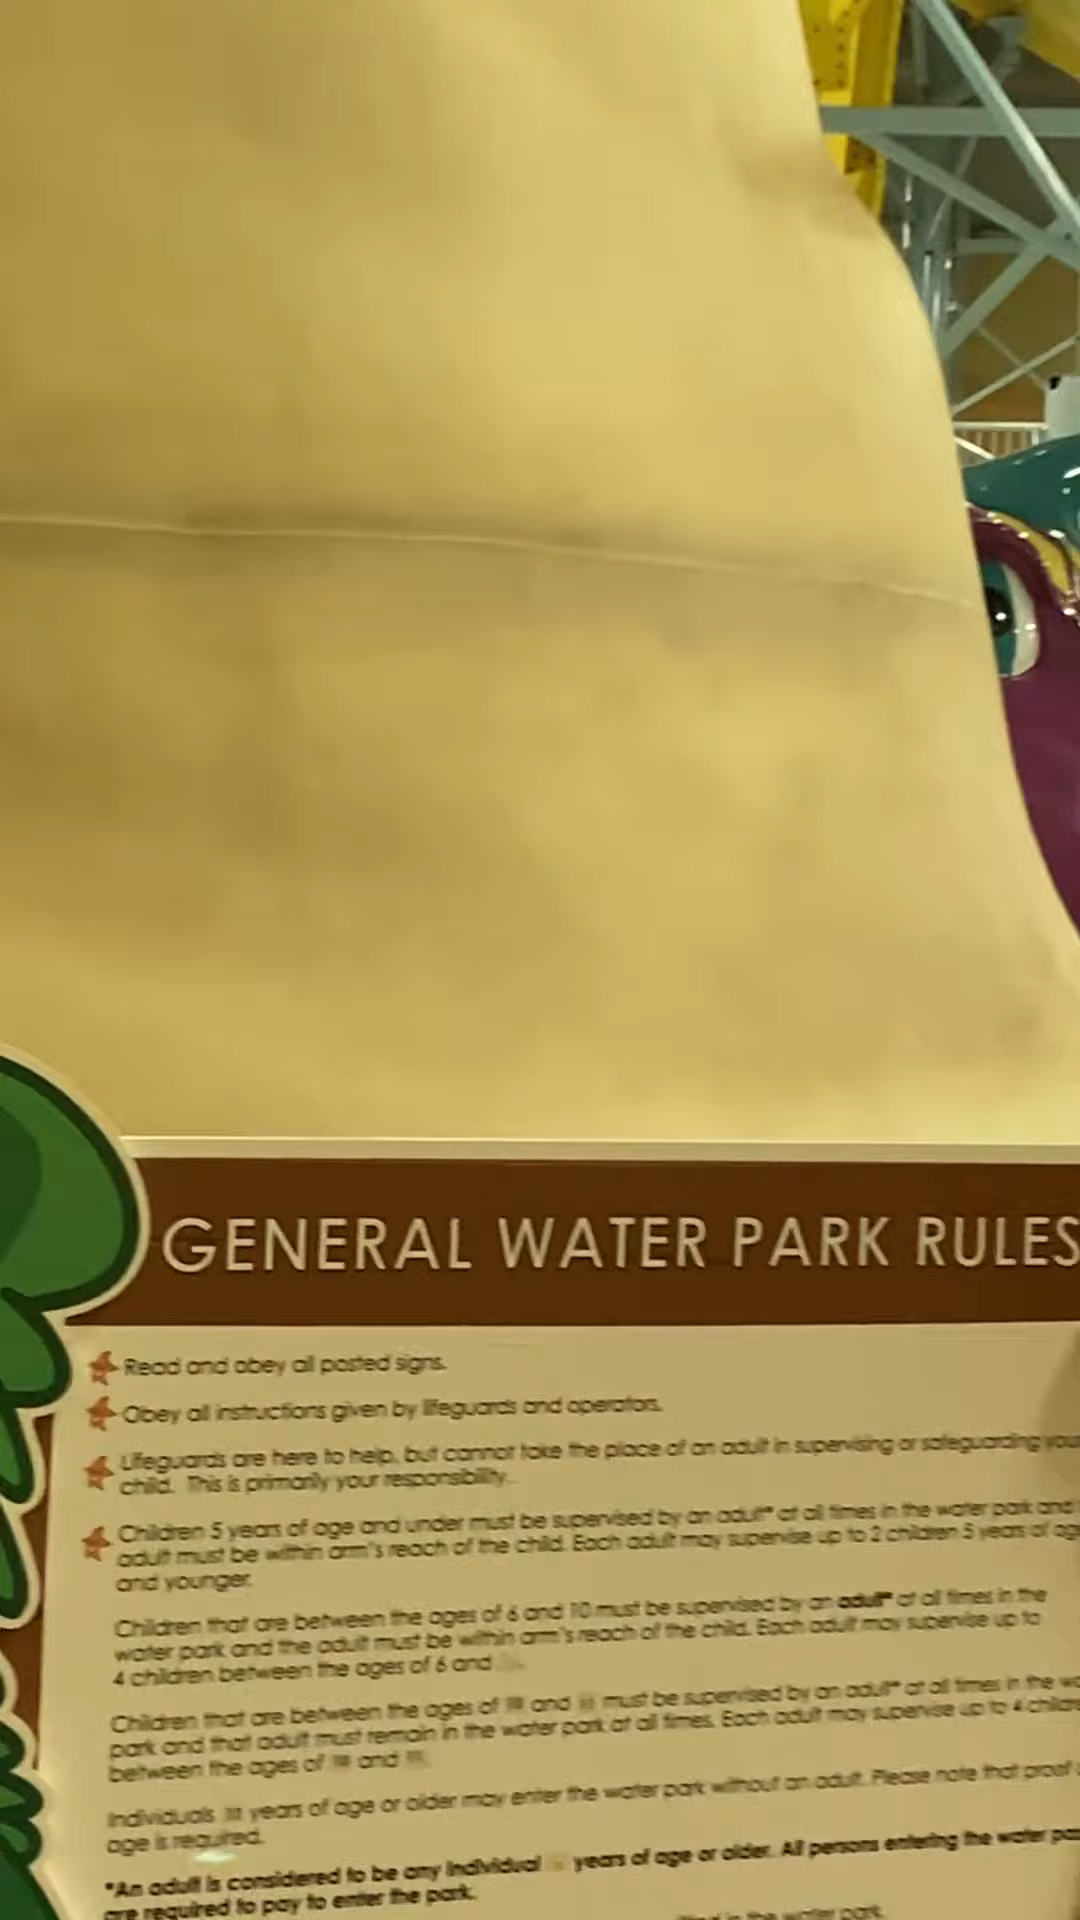 GENERAL WATER PARK RULES
Read and obey all posted signs.
Obey all instructions given by lifeguards and operators.
Lifeguards are here to help, but cannot take the place of an adult in supervising or safeguarding
child. This is primarily your responsibility.
Children 5 years of age and under must be supervised by an adult* at all times in the water park and
adult must be within arm's reach of the child. Each adult may supervise up to 2 children 5 years of
and younger.
Children that are between the ages of 6 and 10 must be supervised by an adult* at all times in the
water park and the adult must be within arm's reach of the child. Each adult may supervise up to
4 children between the ages of 6 and
Children that are between the ages of and must be supervised by an adult* at all times in the
park and that adult must remain in the water park at all times. Each adult may supervise up to 4
between the ages of and
Individuals years of age or older may enter the water park without an adult. Please note that proof
age is required.
*An adult is considered to be any individual years of age or older. All persons entering the water
are required to pay to enter the park.
in the water park.